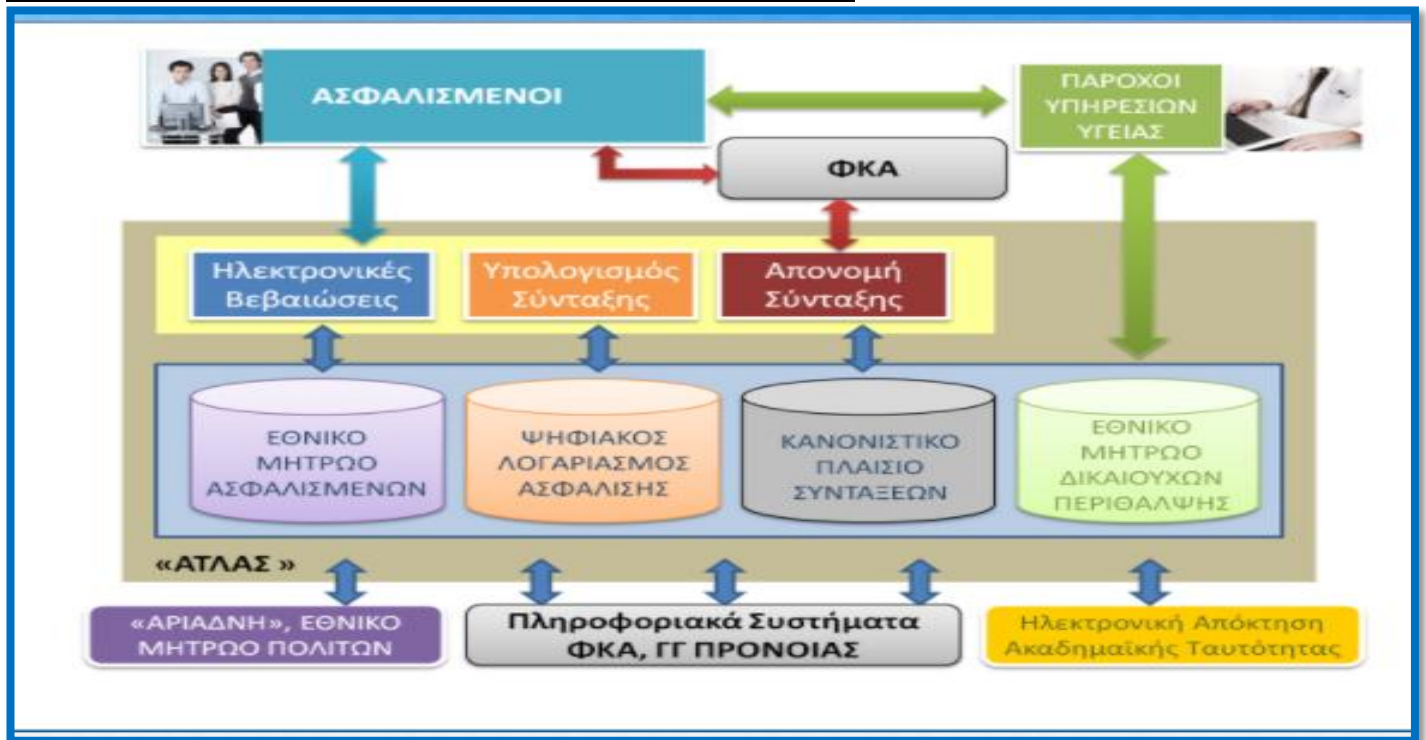 ΑΣΦΑΛΙΣΜΕΝΟΙ
ΠΑΡΟΧΟΙ
ΥΠΗΡΕΣΙΩΝ
ΥΓΕΙΑΣ
ΦΚΑ
Ηλεκτρονικές
Βεβαιώσεις
Υπολογισμός
Σύνταξης
Απονομή
Σύνταξης
ΕΘΝΙΚΟ
ΜΗΤΡΩΟ
ΑΣΦΑΛΙΣΜΕΝΩΝ
ΨΗΦΙΑΚΟΣ
ΛΟΓΑΡΙΑΣΜΟΣ
ΑΣΦΑΛΙΣΗΣ
ΚΑΝΟΝΙΣΤΙΚΟ
ΠΛΑΙΣΙΟ
ΣΥΝΤΑΞΕΩΝ
ΕΘΝΙΚΟ
ΜΗΤΡΩΟ
ΔΙΚΑΙΟΥΧΩΝ
ΠΕΡΙΘΑΛΨΗΣ
«ΑΤΛΑΣ »
«ΑΡΙΑΔΝΗ», ΕΘΝΙΚΟ
ΜΗΤΡΩΟ ΠΟΛΙΤΩΝ
Πληροφοριακά Συστήματα
ΦΚΑ, ΓΓ ΠΡΟΝΟΙΑΣ
Ηλεκτρονική Απόκτηση
Ακαδημαϊκής Ταυτότητας